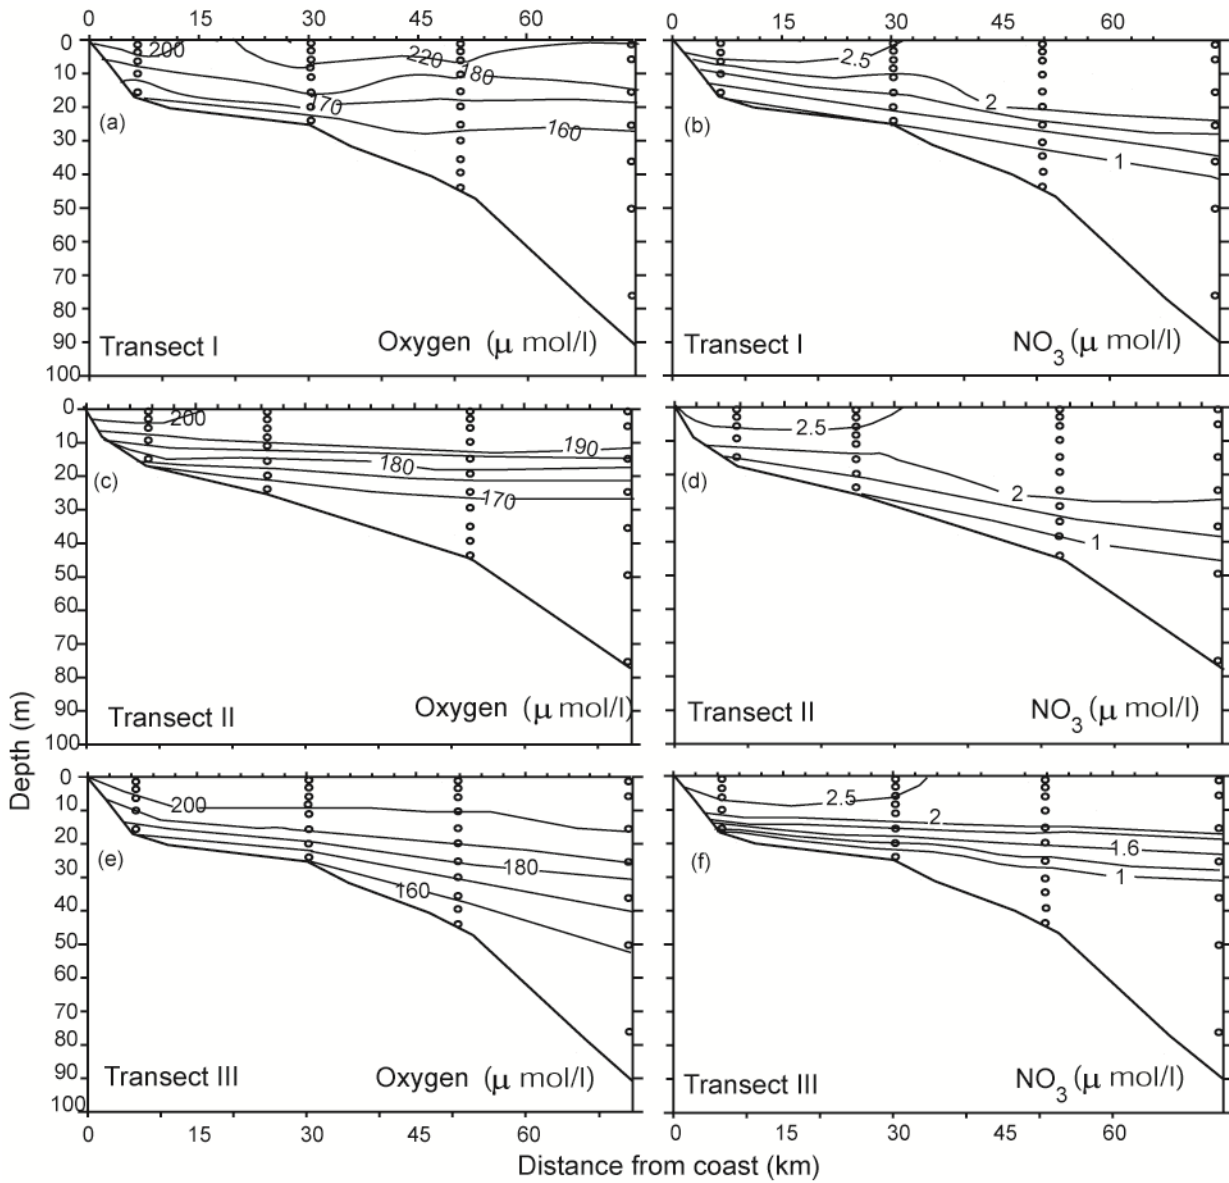 0 15 30 45 60
0 15 30 45 60
0
10
20
30
40
50
60
70
80
90
100
200
220
180
170
160
(a)
Transect I
Oxygen (µ mol/l)
2.5
2
1
(b)
Transect I
NO3 (µ mol/l)
0
10
20
30
40
50
60
70
80
90
100
200
190
180
170
(c)
Transect II
Oxygen (µ mol/l)
2.5
2
1
(d)
Transect II
NO3 (µ mol/l)
Depth (m)
0
10
20
30
40
50
60
70
80
90
100
200
180
160
(e)
Transect III
Oxygen (µ mol/l)
2.5
2
1.6
1
(f)
Transect III
NO3 (µ mol/l)
0 15 30 45 60
0 15 30 45 60
Distance from coast (km)